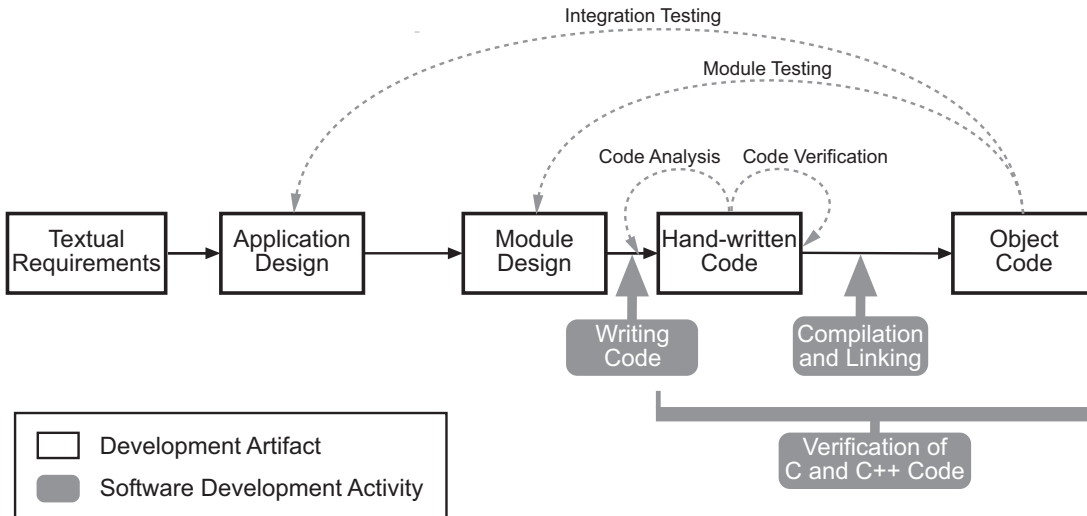 Integration Testing
Module Testing
Code Analysis
Code Verification
Textual
Requirements
Application
Design
Module
Design
Hand-written
Code
Object
Code
Writing
Code
Compilation
and Linking
Verification of
C and C++ Code
Development Artifact
Software Development Activity